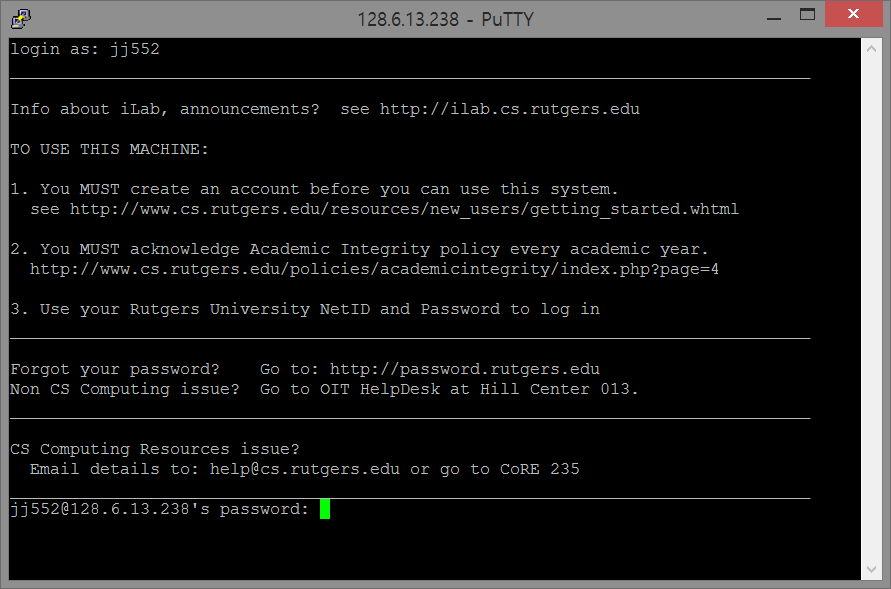 128.6.13.238 - PuTTY
login as: jj552
Info about iLab, announcements?  see http://ilab.cs.rutgers.edu
TO USE THIS MACHINE:
1. You MUST create an account before you can use this system.
see http://www.cs.rutgers.edu/resources/new_users/getting_started.whtml
2. You MUST acknowledge Academic Integrity policy every academic year.
http://www.cs.rutgers.edu/policies/academicintegrity/index.php?page=4
3. Use your Rutgers University NetID and Password to log in
Forgot your password?    Go to: http://password.rutgers.edu
Non CS Computing issue?  Go to OIT HelpDesk at Hill Center 013.
CS Computing Resources issue?
Email details to: help@cs.rutgers.edu or go to CoRE 235
jj552@128.6.13.238's password: